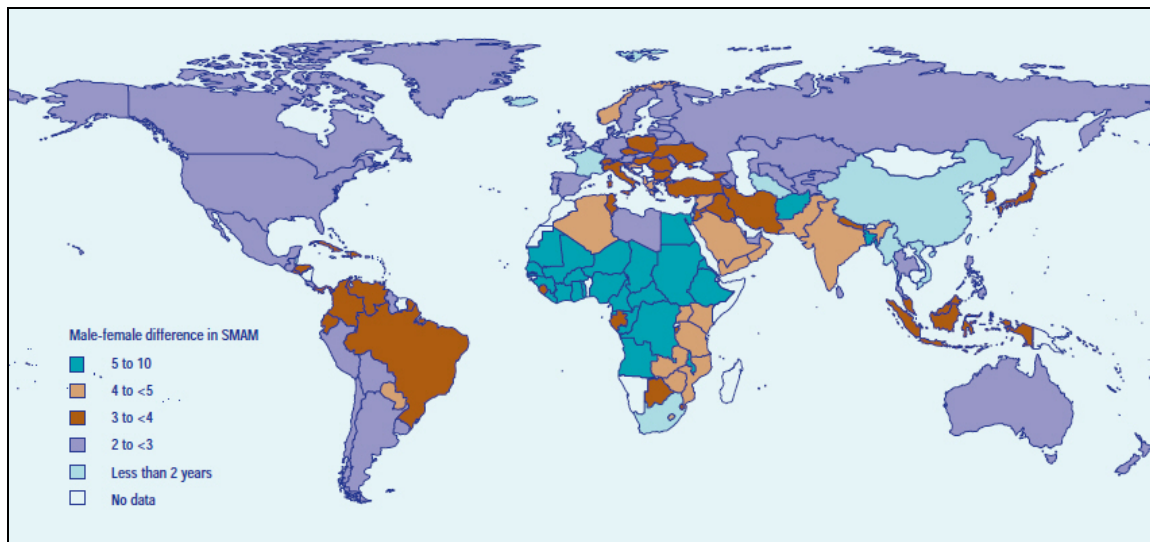 Male-female difference in SMAM
5 to 10
4 to <5
3 to <4
2 to <3
Less than 2 years
No data